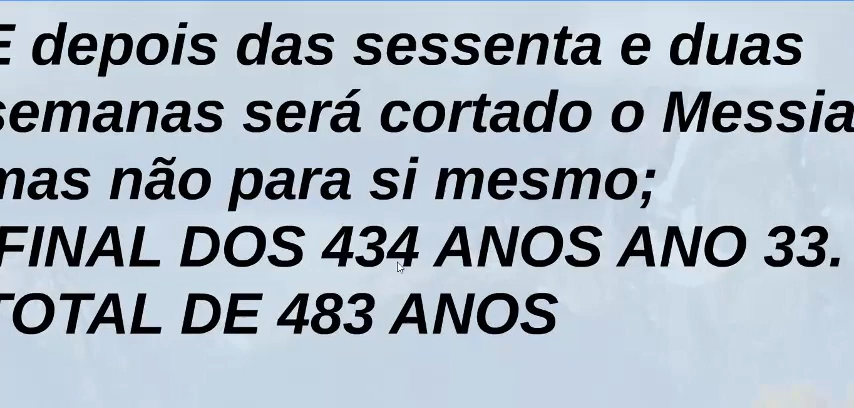 E depois das sessenta e duas
semanas será cortado o Messia
mas não para si mesmo;
FINAL DOS 434 ANOS ANO 33.
TOTAL DE 483 ANOS